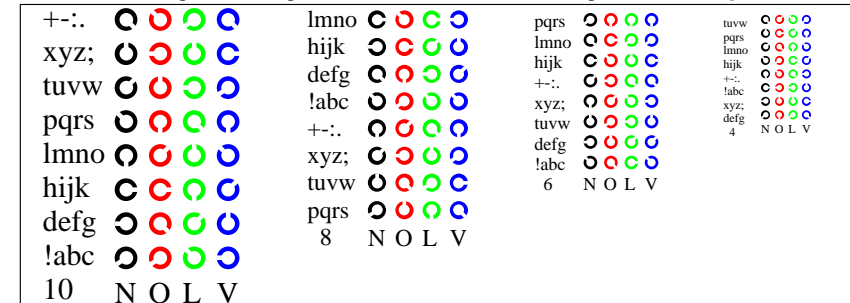 +-:.
xyz;
tuvw
pqrs
lmno
hijk
defg
!abc
10 N O L V
lmno
hijk
defg
!abc
+-:.
xyz;
tuvw
pqrs
8 N O L V
pqrs
lmno
hijk
+-:.
xyz;
tuvw
defg
!abc
6 N O L V
tuvw
pqrs
lmno
hijk
+-:.
!abc
xyz;
defg
4 N O L V